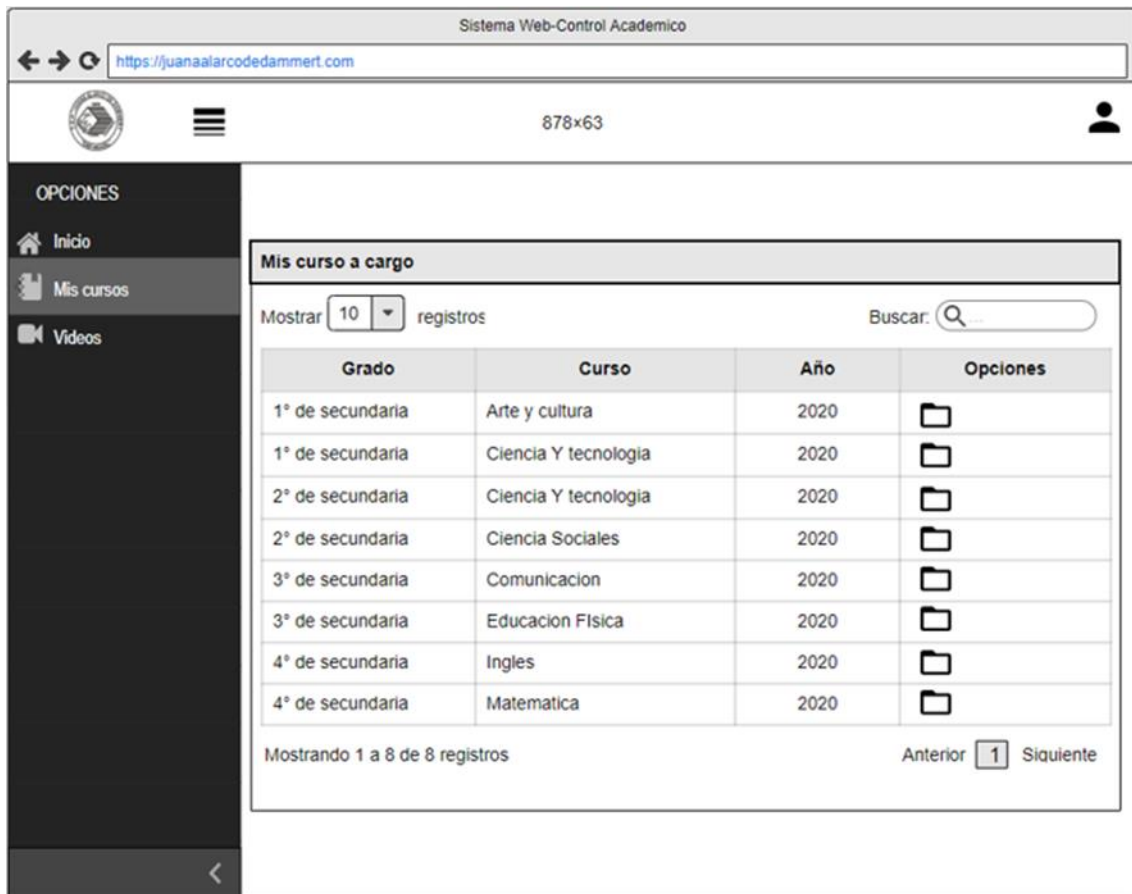 Sistema Web-Control Academico
https://juanaalarcodedammert.com
878×63
OPCIONES
Inicio
Mis cursos
Videos
Mis curso a cargo
Mostrar 10 registros
Buscar: ...
Grado Curso Año Opciones
1° de secundaria Arte y cultura 2020
1° de secundaria Ciencia Y tecnologia 2020
2° de secundaria Ciencia Y tecnologia 2020
2° de secundaria Ciencia Sociales 2020
3° de secundaria Comunicacion 2020
3° de secundaria Educacion FIsica 2020
4° de secundaria Ingles 2020
4° de secundaria Matematica 2020
Mostrando 1 a 8 de 8 registros
Anterior 1 Siguiente